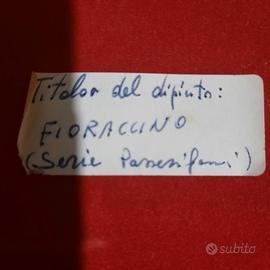 Titolo del dipinto:
FIORACCINO
(Serie
subito